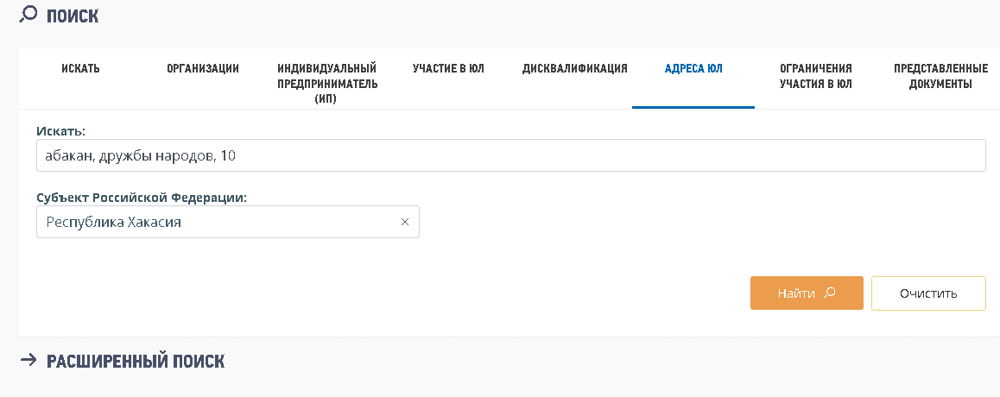 ПОИСК
ИСКАТЬ
ОРГАНИЗАЦИИ
ИНДИВИДУАЛЬНЫЙ
ПРЕДПРИНИМАТЕЛЬ
(ИП)
УЧАСТИЕ В ЮЛ
ДИСКВАЛИФИКАЦИЯ
АДРЕСА ЮЛ
ОГРАНИЧЕНИЯ
УЧАСТИЯ В ЮЛ
ПРЕДСТАВЛЕННЫЕ
ДОКУМЕНТЫ
Искать:
абакан, дружбы народов, 10
Субъект Российской Федерации:
Республика Хакасия
Найти
Очистить
РАСШИРЕННЫЙ ПОИСК